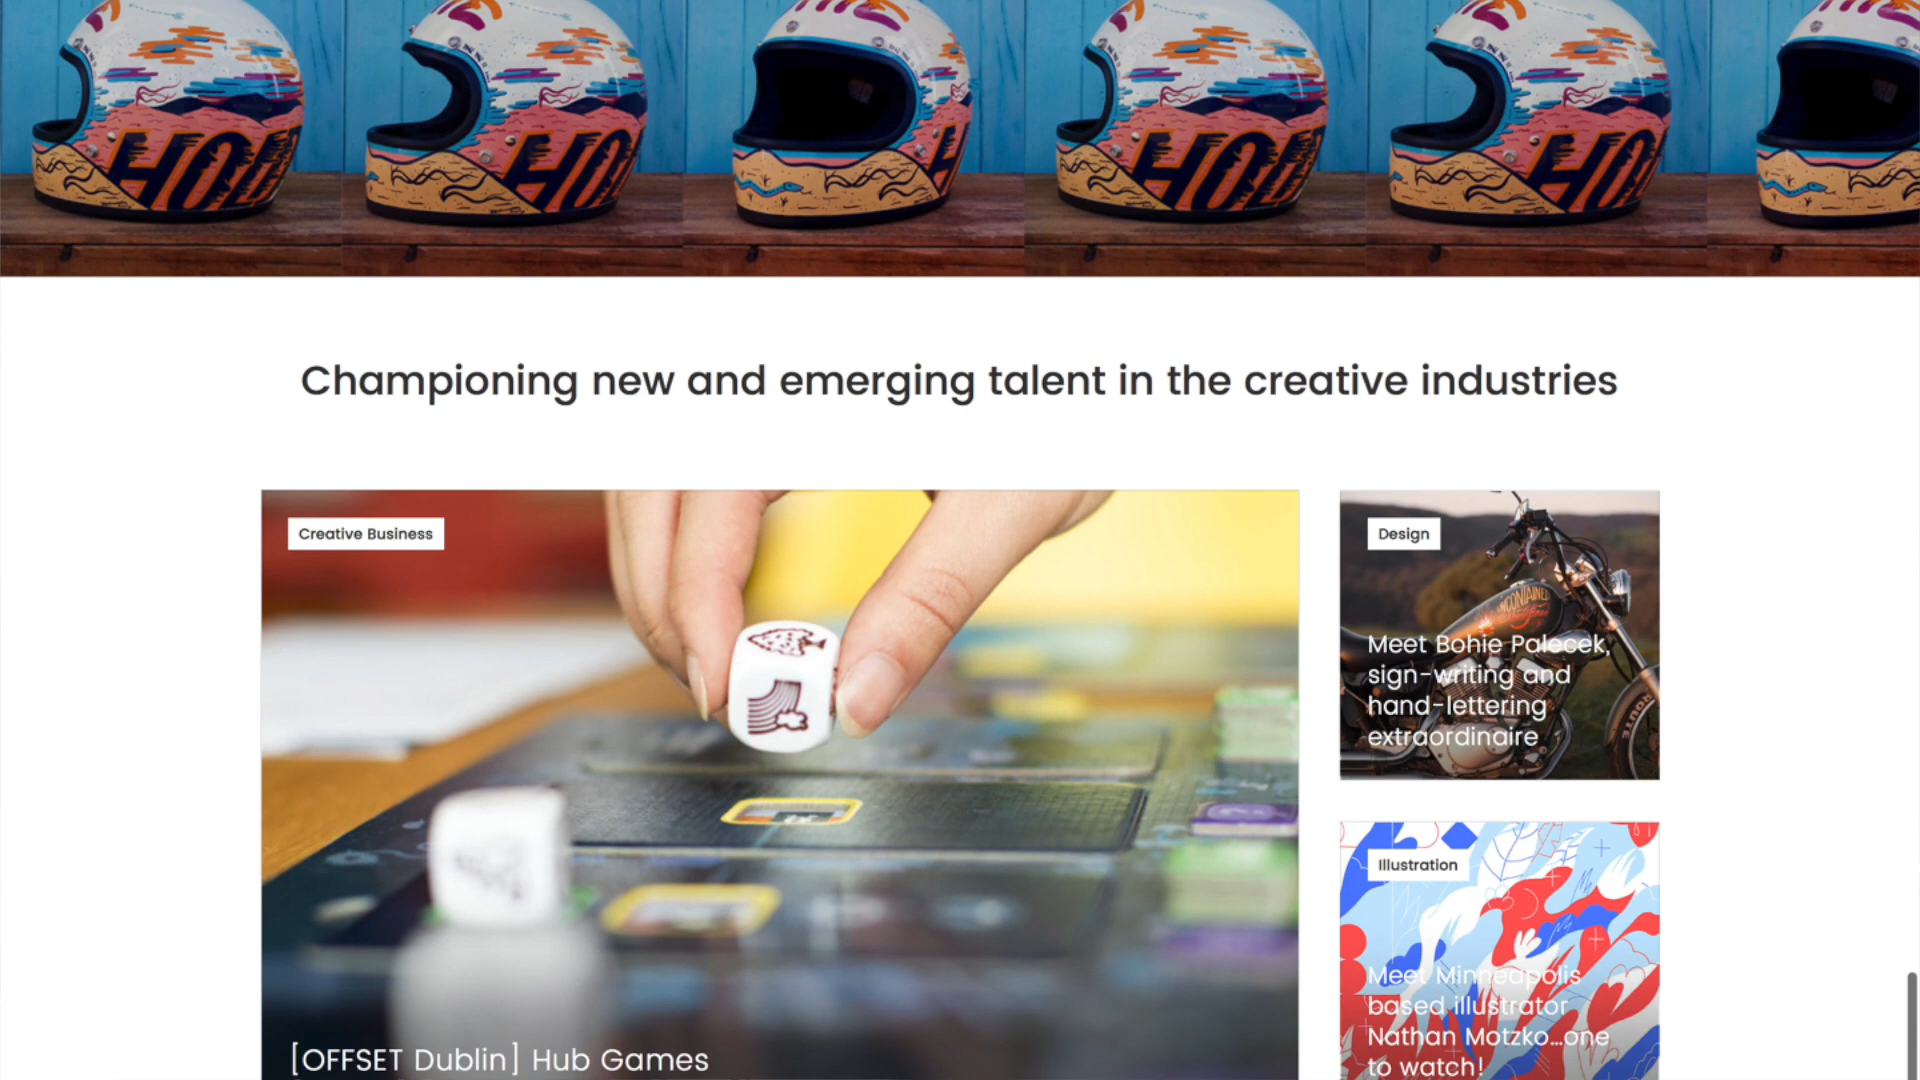 Championing new and emerging talent in the creative industries
Creative Business
[OFFSET Dublin] Hub Games
Design
Meet Bohie Palecek,
sign-writing and
hand-lettering
extraordinaire
Illustration
Meet Minneapolis
based illustrator
Nathan Motzko...one
to watch!